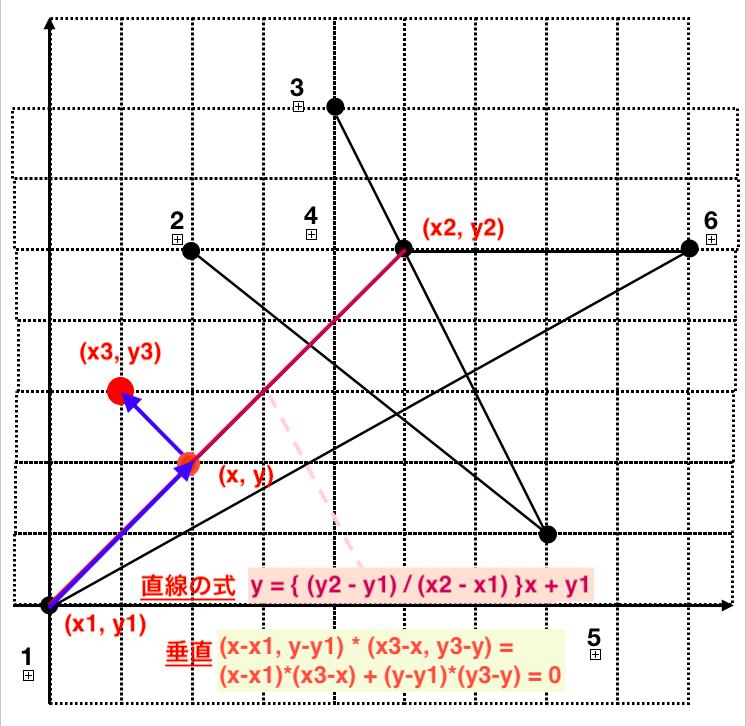 3
2
4
(x2, y2)
6
(x3, y3)
(x, y)
直線の式 y = { (y2 - y1) / (x2 - x1) }x + y1
(x1, y1)
垂直 (x-x1, y-y1) * (x3-x, y3-y) =
(x-x1)*(x3-x) + (y-y1)*(y3-y) = 0
5
1